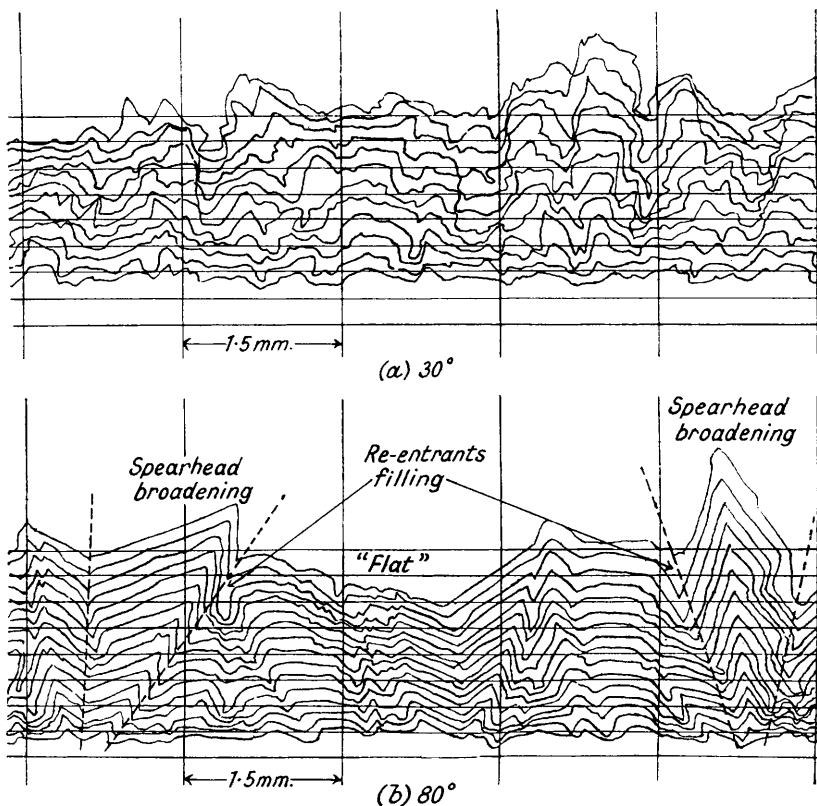 1·5 mm.
(a) 30°
Spearhead
broadening
Re-entrants
filling
Spearhead
broadening
"Flat"
1·5 mm.
(b) 80°